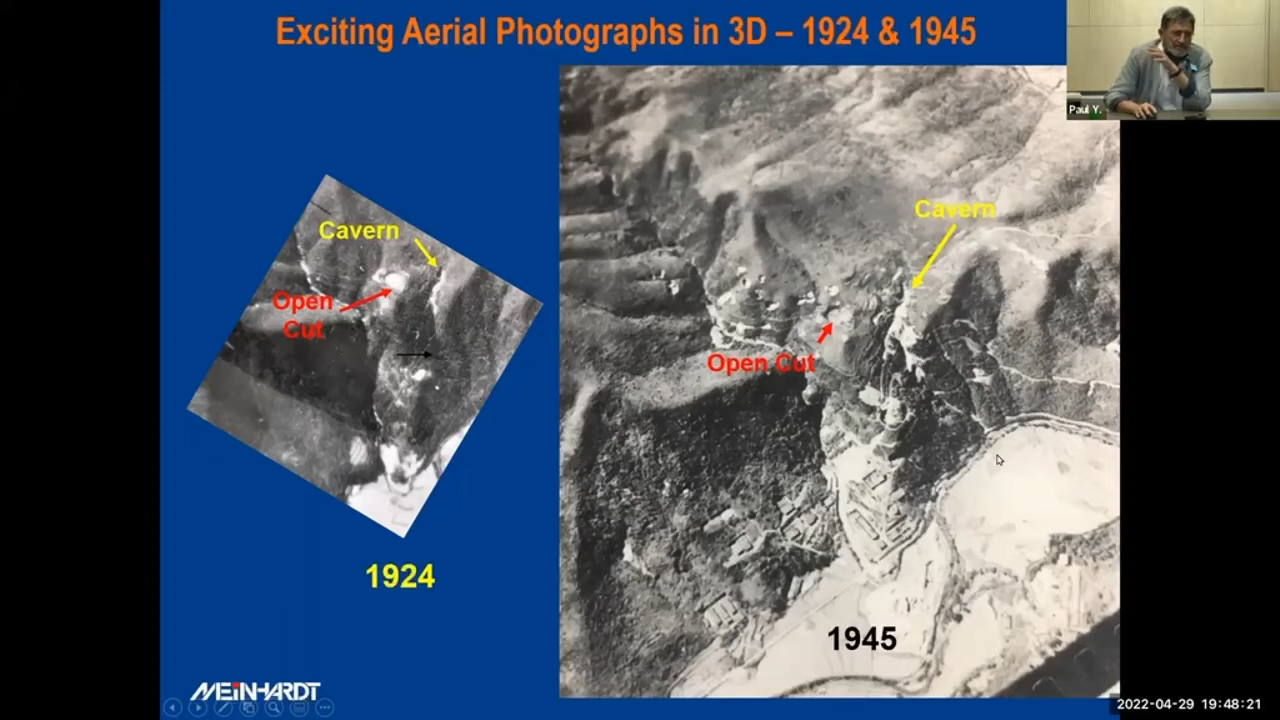 Exciting Aerial Photographs in 3D – 1924 & 1945
Paul Y.
Cavern
Open
Cut
1924
Cavern
Open Cut
1945
MEINHARDT
2022-04-29 19:48:21